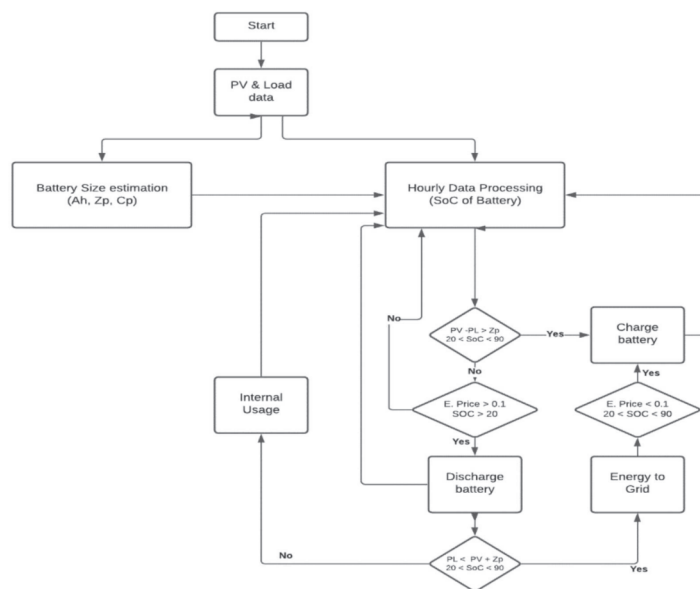 Start
PV & Load
data
Battery Size estimation
(Ah, Zp, Cp)
Hourly Data Processing
(SoC of Battery)
No
PV -PL > Zp
20 < SoC < 90
Yes
Charge
battery
No
Yes
Internal
Usage
E. Price > 0.1
SOC > 20
E. Price < 0.1
20 < SOC < 90
Yes
Discharge
battery
Energy to
Grid
No
PL < PV + Zp
20 < SoC < 90
Yes